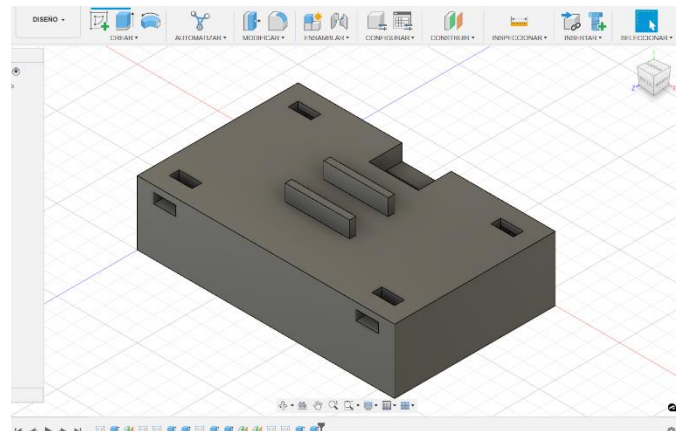 DISEÑO
CREAR
AUTOMATIZAR
MODIFICAR
ENSAMBLAR
CONFIGURAR
CONSTRUIR
INSPECCIONAR
INSERTAR
SELECCIONAR
Z